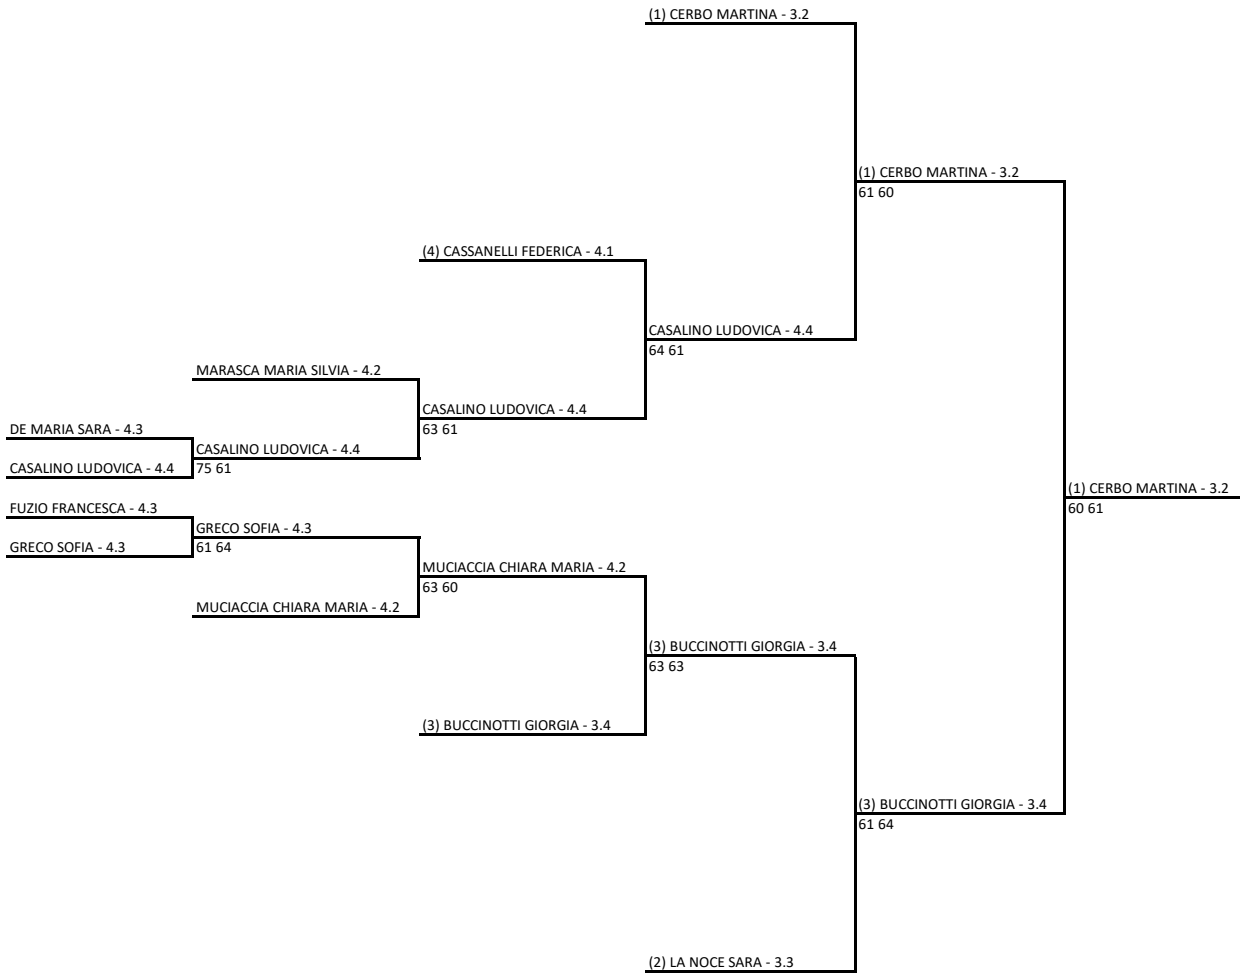 (1) CERBO MARTINA - 3.2
(1) CERBO MARTINA - 3.2
61 60
(4) CASSANELLI FEDERICA - 4.1
CASALINO LUDOVICA - 4.4
64 61
MARASCA MARIA SILVIA - 4.2
CASALINO LUDOVICA - 4.4
63 61
DE MARIA SARA - 4.3
CASALINO LUDOVICA - 4.4
CASALINO LUDOVICA - 4.4
75 61
(1) CERBO MARTINA - 3.2
60 61
FUZIO FRANCESCA - 4.3
GRECO SOFIA - 4.3
GRECO SOFIA - 4.3
61 64
MUCIACCIA CHIARA MARIA - 4.2
63 60
MUCIACCIA CHIARA MARIA - 4.2
(3) BUCCINOTTI GIORGIA - 3.4
63 63
(3) BUCCINOTTI GIORGIA - 3.4
(3) BUCCINOTTI GIORGIA - 3.4
61 64
(2) LA NOCE SARA - 3.3